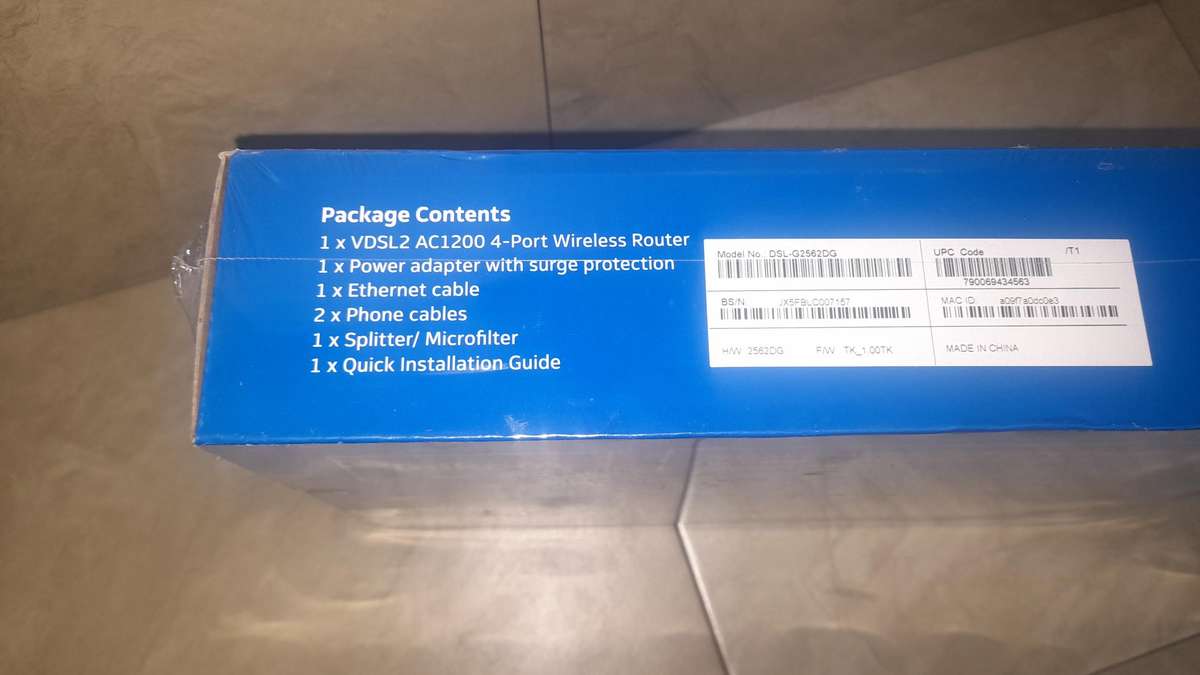 Package Contents
1 x VDSL2 AC1200 4-Port Wireless Router
1 x Power adapter with surge protection
1 x Ethernet cable
2 x Phone cables
1 x Splitter/ Microfilter
1 x Quick Installation Guide
Model No.: DSL-G2562DG
UPC Code /T1
790069434563
BS/N JX5FBLC007157
MAC ID a09f7a0dc0e3
H/W 2562DG F/W TK_1.00TK
MADE IN CHINA